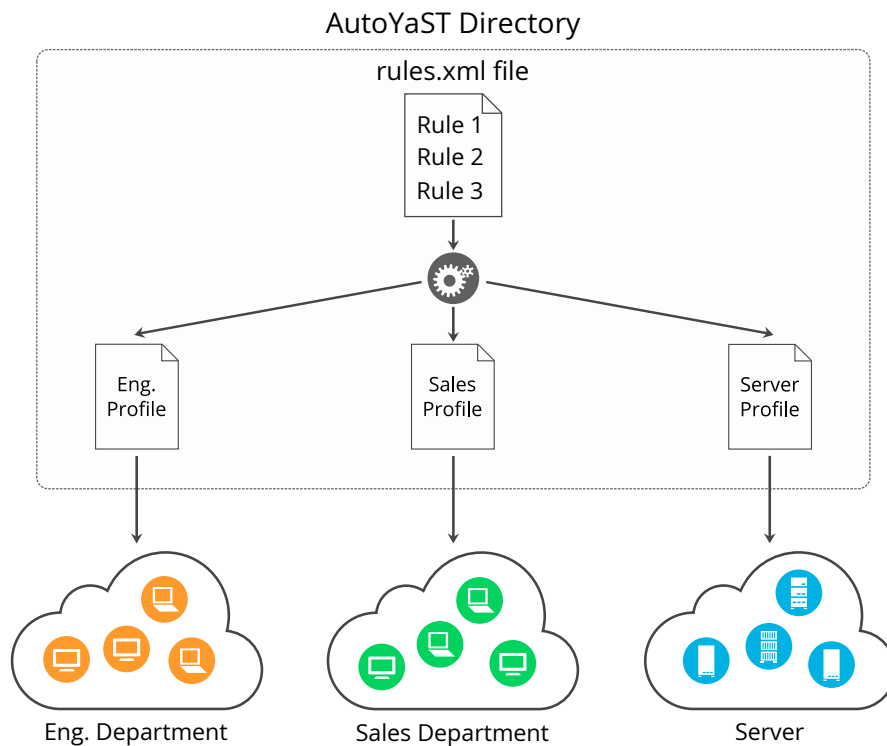 AutoYaST Directory
rules.xml file
Rule 1
Rule 2
Rule 3
Eng.
Profile
Sales
Profile
Server
Profile
Eng. Department
Sales Department
Server